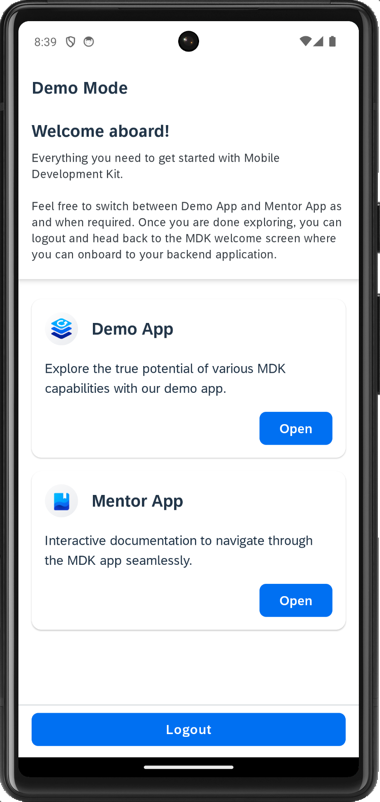 8:39
Demo Mode
Welcome aboard!
Everything you need to get started with Mobile
Development Kit.
Feel free to switch between Demo App and Mentor App as
and when required. Once you are done exploring, you can
logout and head back to the MDK welcome screen where
you can onboard to your backend application.
Demo App
Explore the true potential of various MDK
capabilities with our demo app.
Open
Mentor App
Interactive documentation to navigate through
the MDK app seamlessly.
Open
Logout